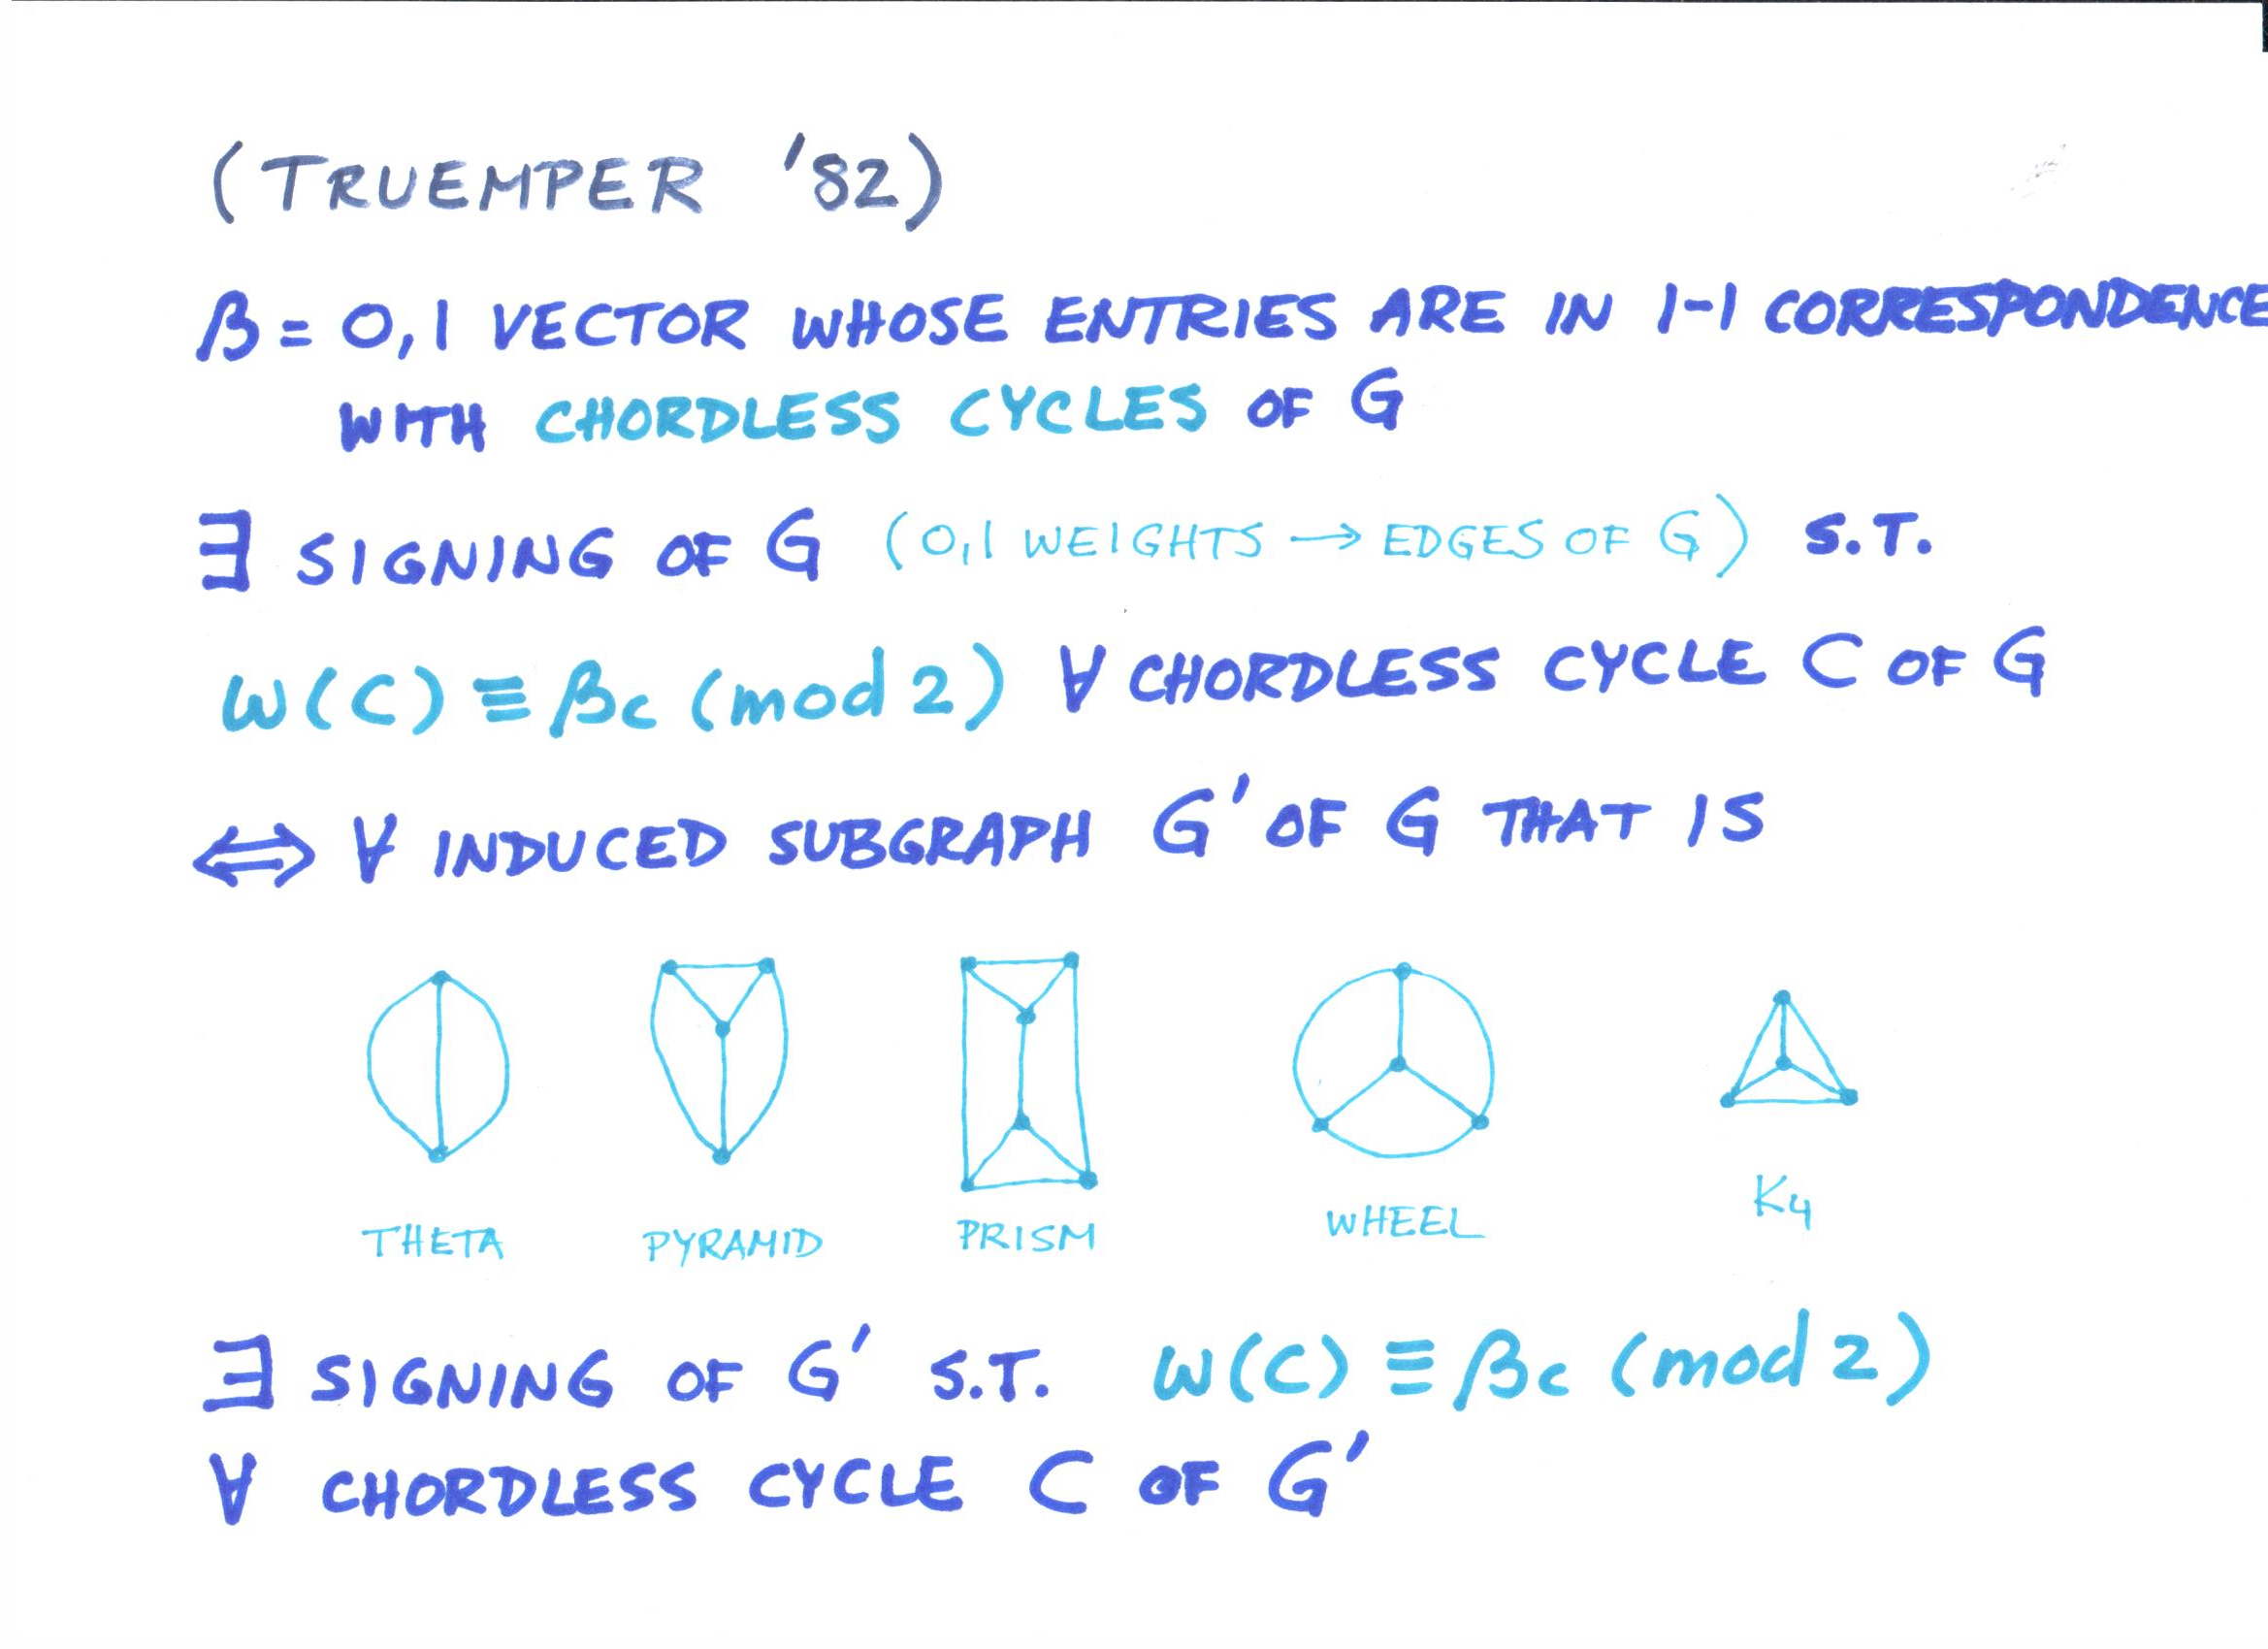 (TRUEMPER '82)
β = 0,1 VECTOR WHOSE ENTRIES ARE IN 1-1 CORRESPONDENCE
WITH CHORDLESS CYCLES OF G
∃ SIGNING OF G (0,1 WEIGHTS → EDGES OF G) S.T.
W(C) ≡ βc (mod 2) ∀ CHORDLESS CYCLE C OF G
⇔ ∀ INDUCED SUBGRAPH G' OF G THAT IS
THETA PYRAMID PRISM WHEEL K4
∃ SIGNING OF G' S.T. W(C) ≡ βc (mod 2)
∀ CHORDLESS CYCLE C OF G'